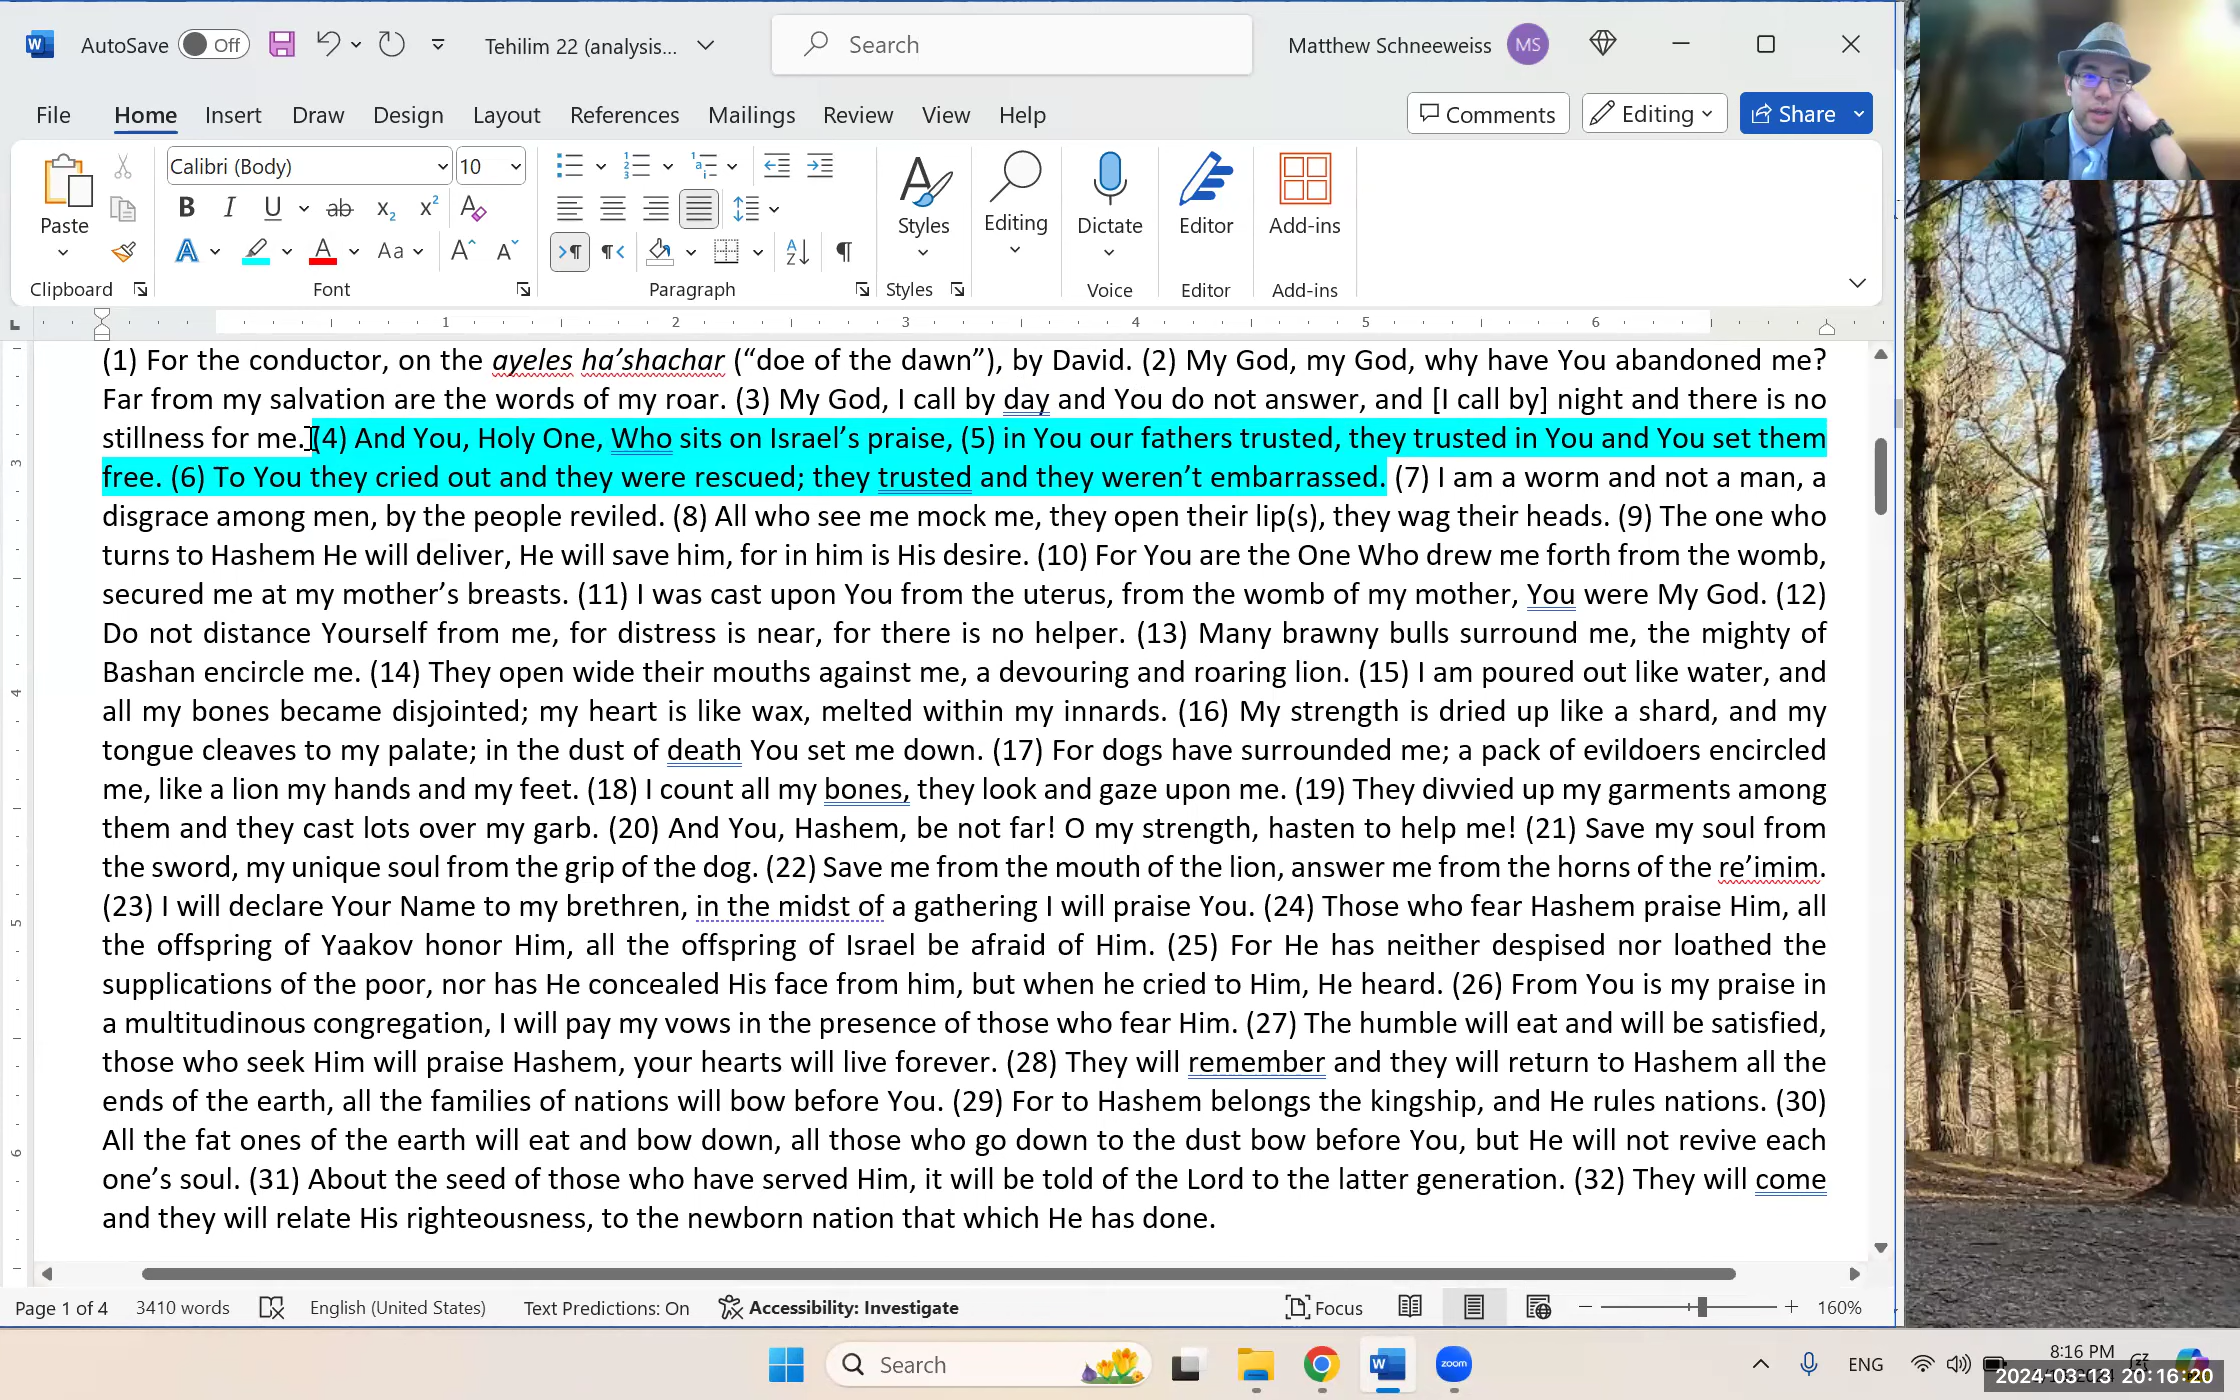 AutoSave Off Tehilim 22 (analysis... Search Matthew Schneeweiss MS
File Home Insert Draw Design Layout References Mailings Review View Help Comments Editing Share
Paste Calibri (Body) 10 Styles Editing Dictate Editor Add-ins
Clipboard Font Paragraph Styles Voice Editor Add-ins
1 2 3 4 5 6
(1) For the conductor, on the ayeles ha’shachar (“doe of the dawn”), by David. (2) My God, my God, why have You abandoned me?
Far from my salvation are the words of my roar. (3) My God, I call by day and You do not answer, and [I call by] night and there is no
stillness for me. (4) And You, Holy One, Who sits on Israel’s praise, (5) in You our fathers trusted, they trusted in You and You set them
free. (6) To You they cried out and they were rescued; they trusted and they weren’t embarrassed. (7) I am a worm and not a man, a
disgrace among men, by the people reviled. (8) All who see me mock me, they open their lip(s), they wag their heads. (9) The one who
turns to Hashem He will deliver, He will save him, for in him is His desire. (10) For You are the One Who drew me forth from the womb,
secured me at my mother’s breasts. (11) I was cast upon You from the uterus, from the womb of my mother, You were My God. (12)
Do not distance Yourself from me, for distress is near, for there is no helper. (13) Many brawny bulls surround me, the mighty of
Bashan encircle me. (14) They open wide their mouths against me, a devouring and roaring lion. (15) I am poured out like water, and
all my bones became disjointed; my heart is like wax, melted within my innards. (16) My strength is dried up like a shard, and my
tongue cleaves to my palate; in the dust of death You set me down. (17) For dogs have surrounded me; a pack of evildoers encircled
me, like a lion my hands and my feet. (18) I count all my bones, they look and gaze upon me. (19) They divvied up my garments among
them and they cast lots over my garb. (20) And You, Hashem, be not far! O my strength, hasten to help me! (21) Save my soul from
the sword, my unique soul from the grip of the dog. (22) Save me from the mouth of the lion, answer me from the horns of the re’imim.
(23) I will declare Your Name to my brethren, in the midst of a gathering I will praise You. (24) Those who fear Hashem praise Him, all
the offspring of Yaakov honor Him, all the offspring of Israel be afraid of Him. (25) For He has neither despised nor loathed the
supplications of the poor, nor has He concealed His face from him, but when he cried to Him, He heard. (26) From You is my praise in
a multitudinous congregation, I will pay my vows in the presence of those who fear Him. (27) The humble will eat and will be satisfied,
those who seek Him will praise Hashem, your hearts will live forever. (28) They will remember and they will return to Hashem all the
ends of the earth, all the families of nations will bow before You. (29) For to Hashem belongs the kingship, and He rules nations. (30)
All the fat ones of the earth will eat and bow down, all those who go down to the dust bow before You, but He will not revive each
one’s soul. (31) About the seed of those who have served Him, it will be told of the Lord to the latter generation. (32) They will come
and they will relate His righteousness, to the newborn nation that which He has done.
Page 1 of 4 3410 words English (United States) Text Predictions: On Accessibility: Investigate Focus 160%
Search zoom ENG 8:16 PM
2024-03-13 20:16:20